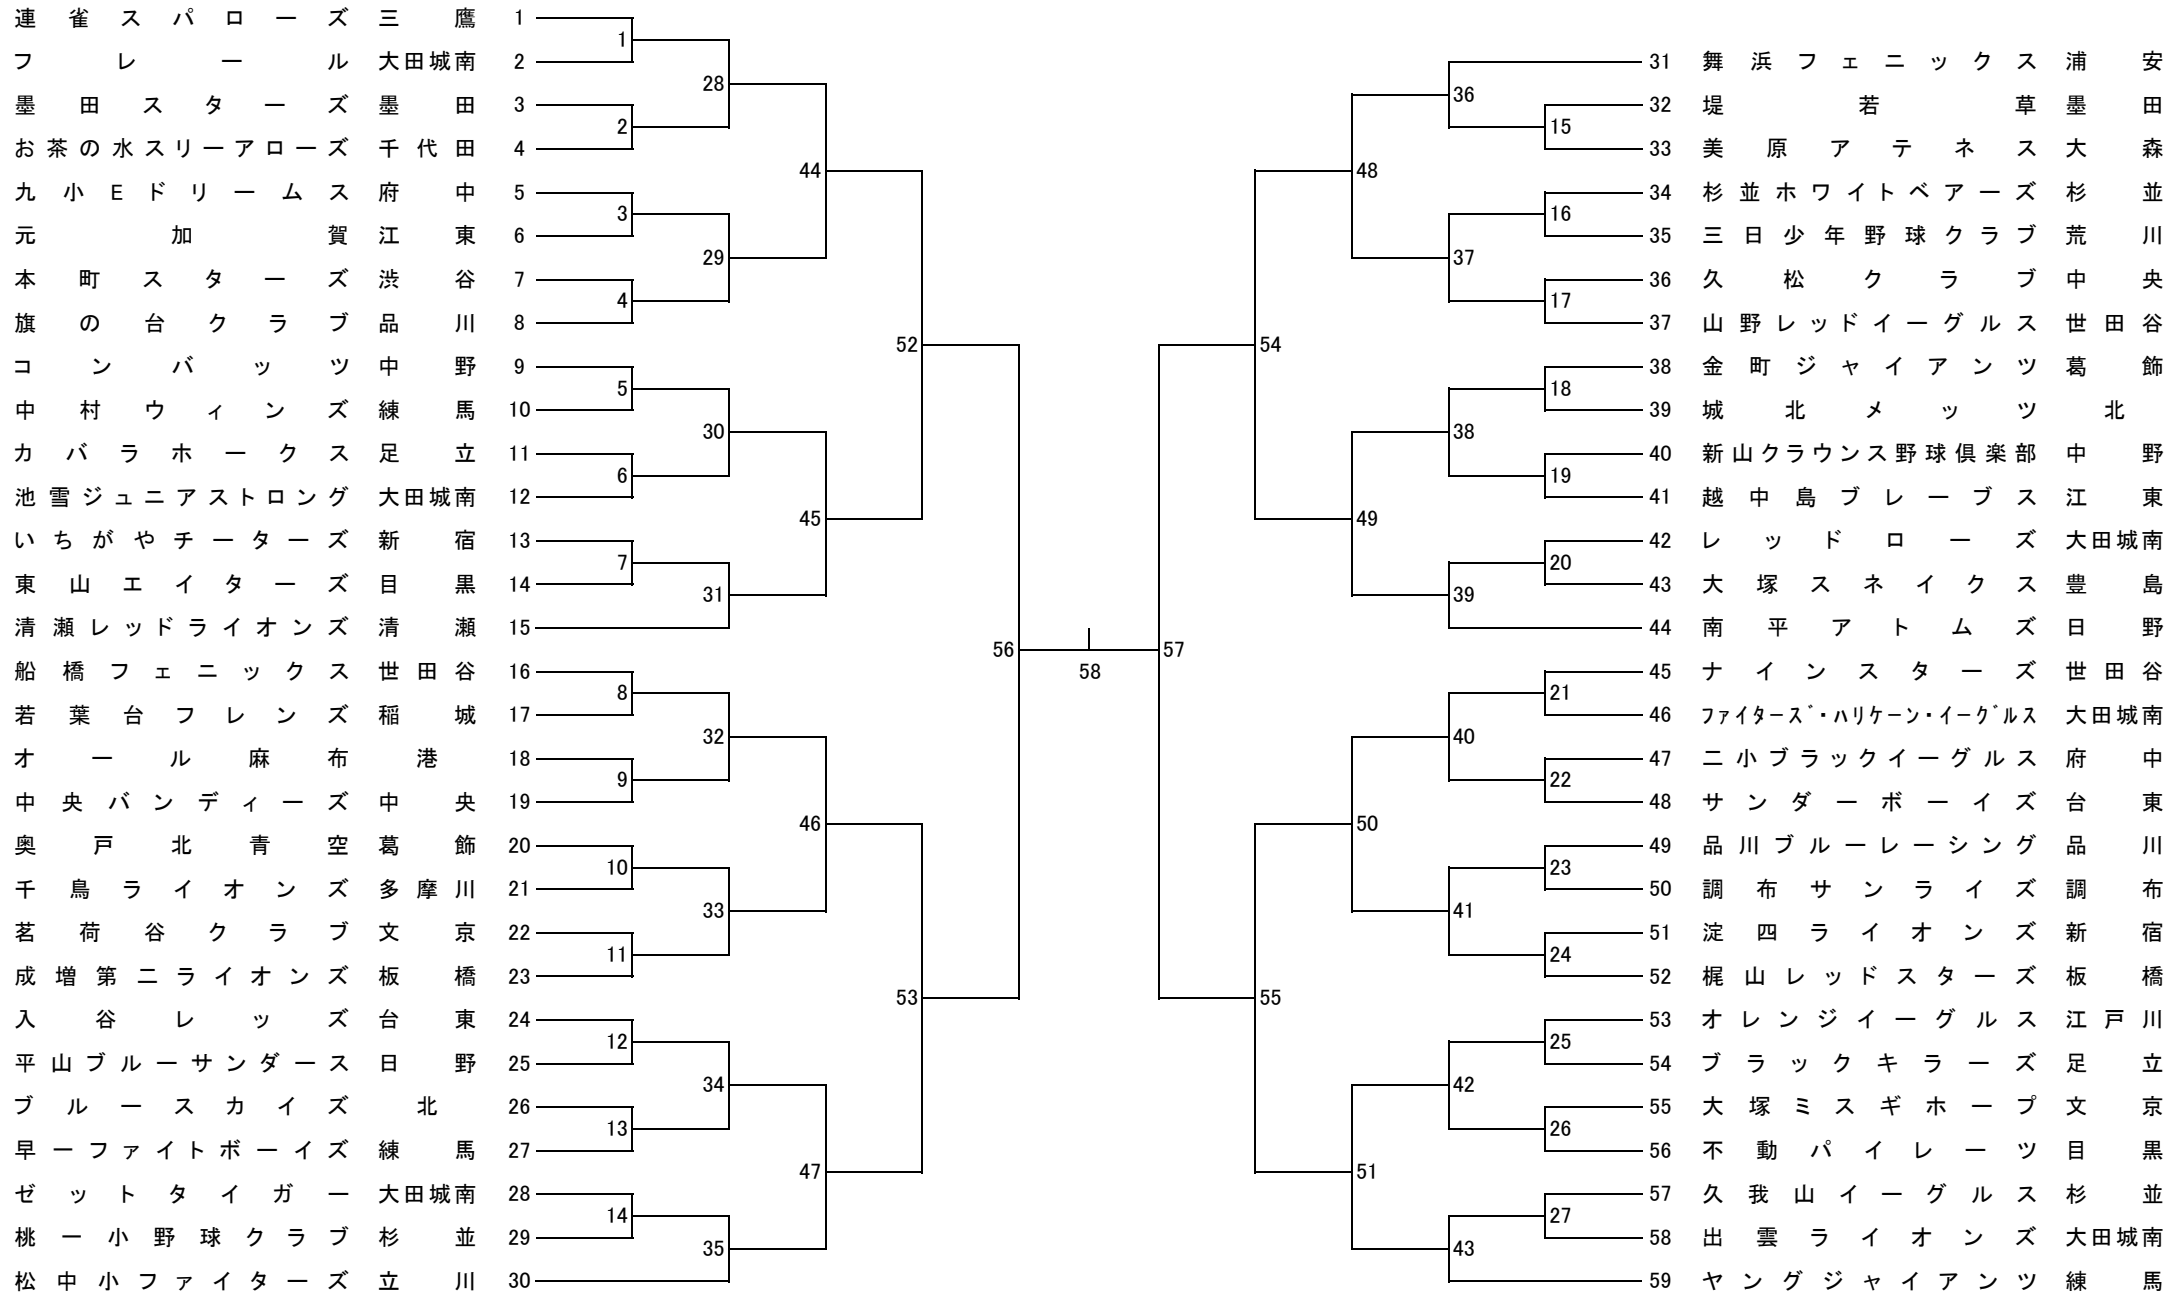 連雀スパローズ 三鷹 1
フレール 大田城南 2
墨田スターズ 墨田 3
お茶の水スリーアローズ 千代田 4
九小Eドリームス 府中 5
元加賀 江東 6
本町スターズ 渋谷 7
旗の台クラブ 品川 8
コンバッツ 中野 9
中村ウィンズ 練馬 10
カバラホークス 足立 11
池雪ジュニアストロング 大田城南 12
いちがやチーターズ 新宿 13
東山エイターズ 目黒 14
清瀬レッドライオンズ 清瀬 15
船橋フェニックス 世田谷 16
若葉台フレンズ 稲城 17
オール麻布 港 18
中央バンディーズ 中央 19
奥戸北青空 葛飾 20
千鳥ライオンズ 多摩川 21
茗荷谷クラブ 文京 22
成増第二ライオンズ 板橋 23
入谷レッズ 台東 24
平山ブルーサンダース 日野 25
ブルースカイズ 北 26
早一ファイトボーイズ 練馬 27
ゼットタイガー 大田城南 28
桃一小野球クラブ 杉並 29
松中小ファイターズ 立川 30
1
2
3
4
5
6
7
8
9
10
11
12
13
14
28
29
30
31
32
33
34
35
44
45
46
47
52
53
56
58
57
54
55
48
49
50
51
36
37
38
39
40
41
42
43
15
16
17
18
19
20
21
22
23
24
25
26
27
31 舞浜フェニックス 浦安
32 堤若草 墨田
33 美原アテネス 大森
34 杉並ホワイトベアーズ 杉並
35 三日少年野球クラブ 荒川
36 久松クラブ 中央
37 山野レッドイーグルス 世田谷
38 金町ジャイアンツ 葛飾
39 城北メッツ 北
40 新山クラウンス野球倶楽部 中野
41 越中島ブレーブス 江東
42 レッドローズ 大田城南
43 大塚スネイクス 豊島
44 南平アトムズ 日野
45 ナインスターズ 世田谷
46 ファイターズ・ハリケーン・イーグルス 大田城南
47 二小ブラックイーグルス 府中
48 サンダーボーイズ 台東
49 品川ブルーレーシング 品川
50 調布サンライズ 調布
51 淀四ライオンズ 新宿
52 梶山レッドスターズ 板橋
53 オレンジイーグルス 江戸川
54 ブラックキラーズ 足立
55 大塚ミスギホープ 文京
56 不動パイレーツ 目黒
57 久我山イーグルス 杉並
58 出雲ライオンズ 大田城南
59 ヤングジャイアンツ 練馬